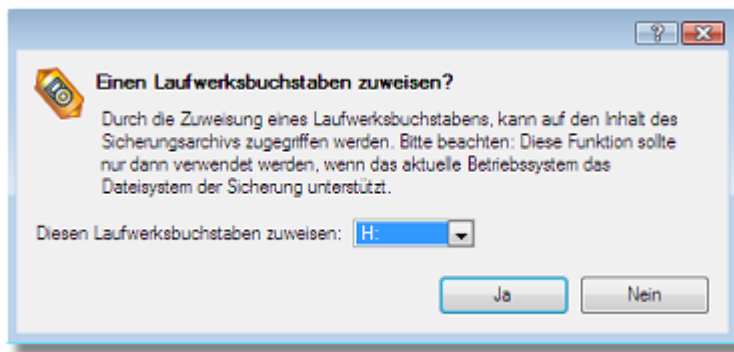 Einen Laufwerksbuchstaben zuweisen?
Durch die Zuweisung eines Laufwerksbuchstabens, kann auf den Inhalt des
Sicherungsarchivs zugegriffen werden. Bitte beachten: Diese Funktion sollte
nur dann verwendet werden, wenn das aktuelle Betriebssystem das
Dateisystem der Sicherung unterstützt.
Diesen Laufwerksbuchstaben zuweisen: H:
Ja Nein